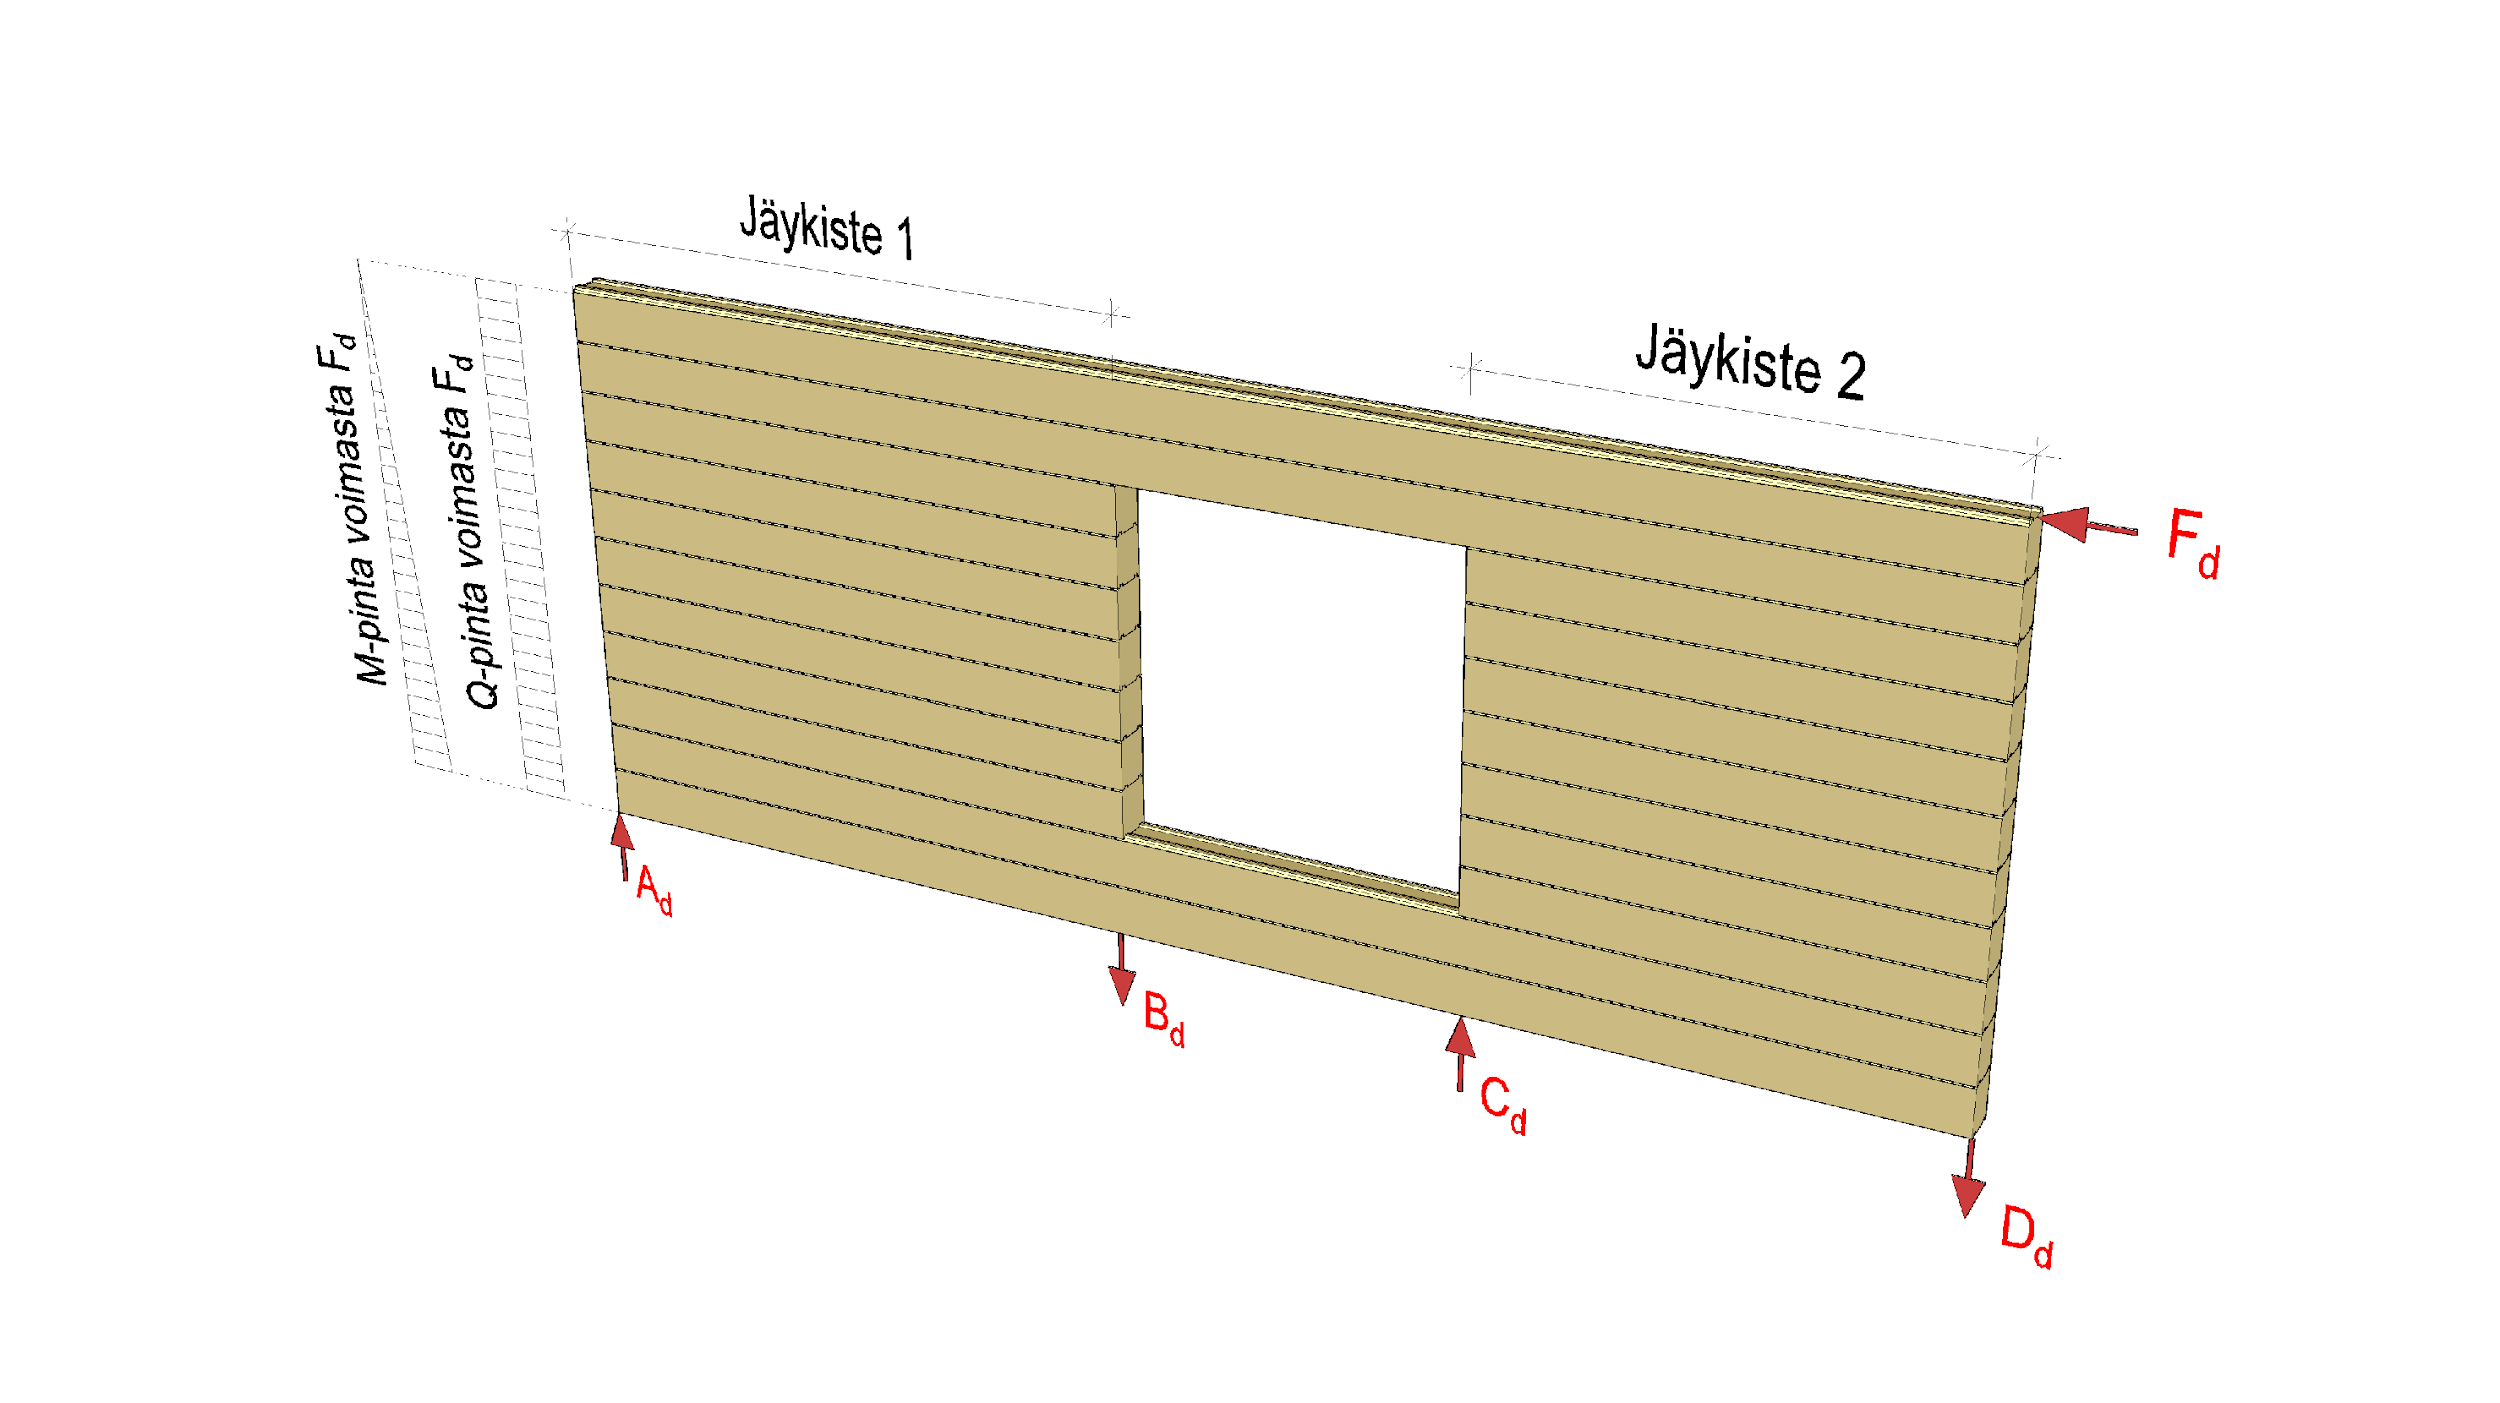 Jäykiste 1
Jäykiste 2
M-pinta voimasta Fd
Q-pinta voimasta Fd
Fd
Ad
Bd
Cd
Dd